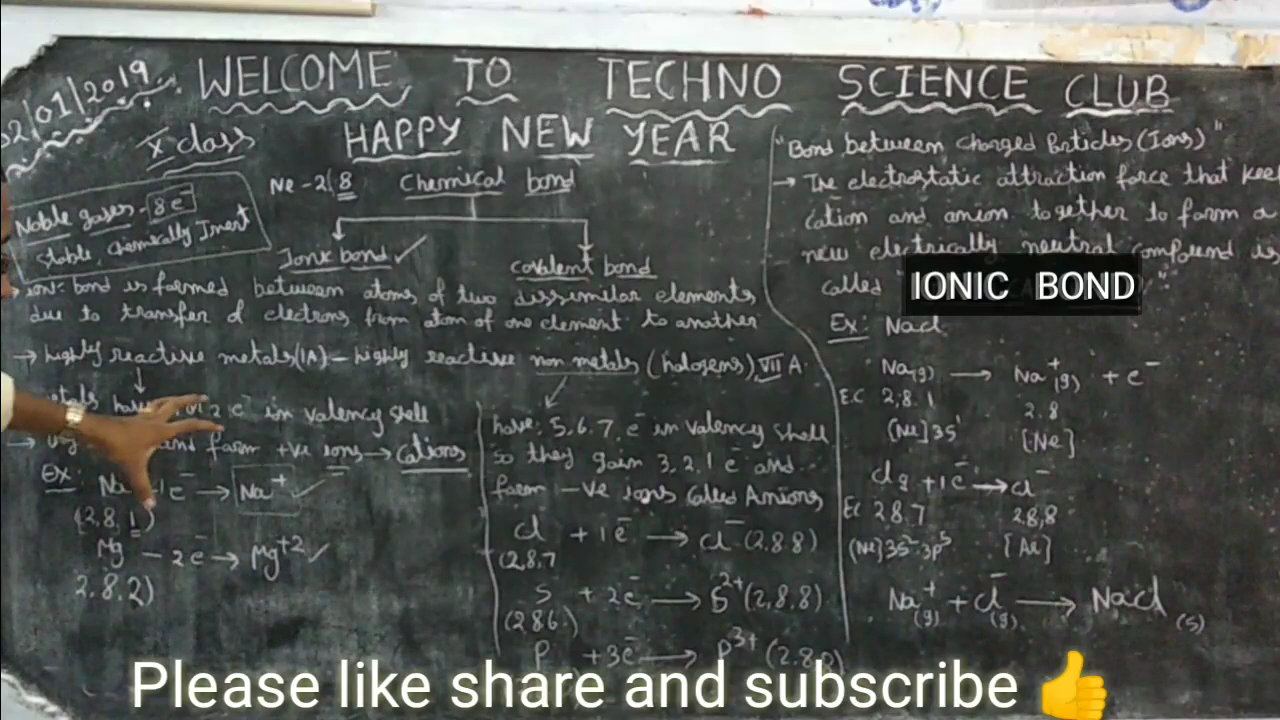 02/01/2019 WELCOME TO TECHNO SCIENCE CLUB
X class HAPPY NEW YEAR
Noble gases - 8e⁻
stable, Chemically Inert
Ne - 2(8 Chemical bond
Ionic bond ✓
Covalent bond
bond is formed between atoms of two dissimilar elements
due to transfer of electrons from atom of one element to another
→ highly reactive metals (IA) - highly reactive non metals (halogens) VII A
have 2 e⁻ in valency shell
and form +ve ions → Cations
Ex: Na - 1e⁻ → Na⁺ ✓
(2,8,1)
Mg - 2e⁻ → Mg⁺² ✓
2,8,2)
have 5,6,7, e⁻ in valency shell
so they gain 3,2,1 e⁻ and
form -ve ions called Anions
Cl + 1e⁻ → Cl⁻ (2,8,8)
(2,8,7
S + 2e⁻ → S²⁺ (2,8,8)
(2 8 6)
P + 3e⁻ → P³⁺ (2.8.8)
"Bond between Charged Particles (Ions)"
→ The electrostatic attraction force that keep
cation and anion together to form a
new electrically neutral compound is
called IONIC BOND
Ex: Nacl
Na(g) → Na⁺(g) + e⁻
E.C 2,8.1 2.8
[Ne]3s¹ [Ne]
Cl g + 1e⁻ → cl⁻
Ec 2 8.7 2 8,8
(Ne]3s² 3p⁵ [Ar]
Na⁺(g) + Cl⁻(g) → Nacl (s)
Please like share and subscribe 👍